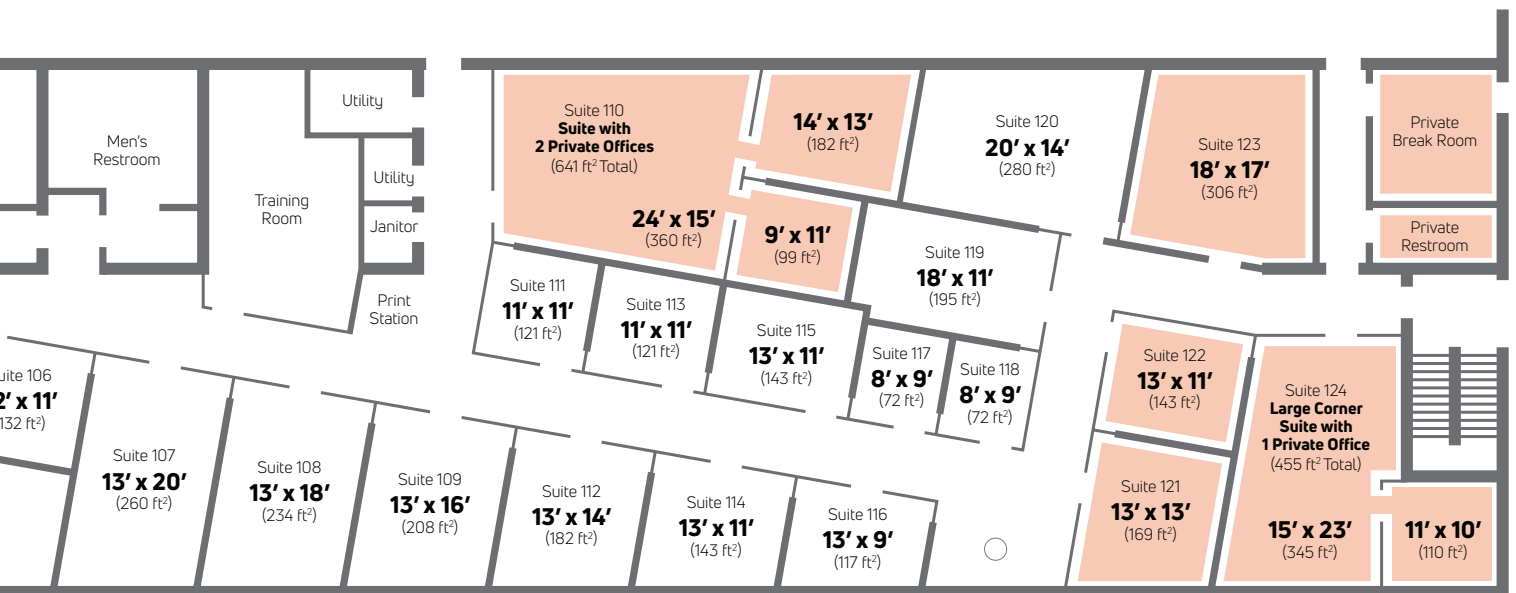 Men's
Restroom
Training
Room
Utility
Utility
Janitor
Print
Station
Suite 110
Suite with
2 Private Offices
(641 ft² Total)
24' x 15'
(360 ft²)
14' x 13'
(182 ft²)
9' x 11'
(99 ft²)
Suite 120
20' x 14'
(280 ft²)
Suite 123
18' x 17'
(306 ft²)
Private
Break Room
Private
Restroom
Suite 119
18' x 11'
(195 ft²)
Suite 111
11' x 11'
(121 ft²)
Suite 113
11' x 11'
(121 ft²)
Suite 115
13' x 11'
(143 ft²)
Suite 117
8' x 9'
(72 ft²)
Suite 118
8' x 9'
(72 ft²)
Suite 122
13' x 11'
(143 ft²)
Suite 124
Large Corner
Suite with
1 Private Office
(455 ft² Total)
15' x 23'
(345 ft²)
11' x 10'
(110 ft²)
uite 106
2' x 11'
132 ft²)
Suite 107
13' x 20'
(260 ft²)
Suite 108
13' x 18'
(234 ft²)
Suite 109
13' x 16'
(208 ft²)
Suite 112
13' x 14'
(182 ft²)
Suite 114
13' x 11'
(143 ft²)
Suite 116
13' x 9'
(117 ft²)
Suite 121
13' x 13'
(169 ft²)